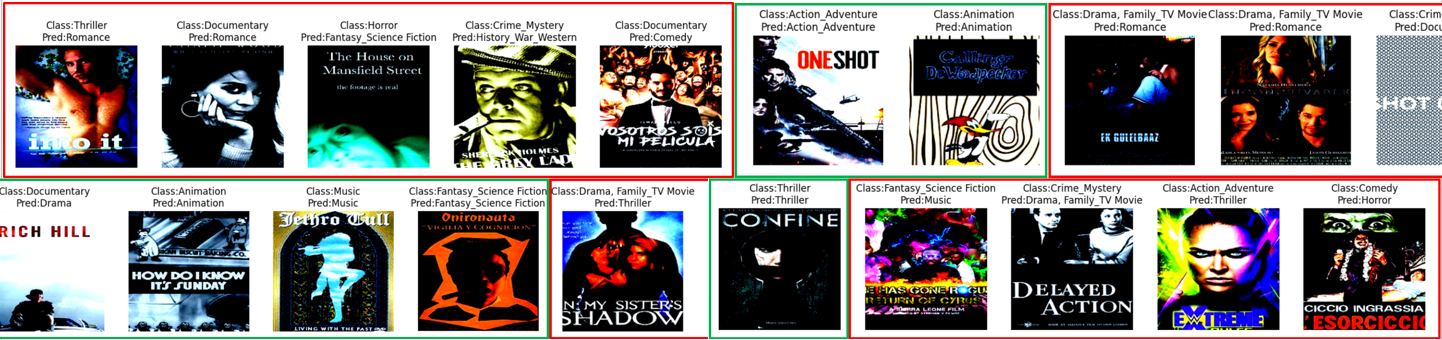 Class:Thriller
Pred:Romance
Class:Documentary
Pred:Romance
Class:Horror
Pred:Fantasy_Science Fiction
Class:Crime_Mystery
Pred:History_War_Western
Class:Documentary
Pred:Comedy
Class:Action_Adventure
Pred:Action_Adventure
Class:Animation
Pred:Animation
Class:Drama, Family_TV Movie
Pred:Romance
Class:Drama, Family_TV Movie
Pred:Romance
Class:Crim
Pred:Docu
into it
The House on
Mansfield Street
the footage is real
SHERLOCK HOLMES
THE GREY LAD
VOSOTROS SOIS
MI PELICULA
ONESHOT
Calling
Dr. Woodpecker
EK GULELBAAZ
SHOT
Class:Documentary
Pred:Drama
Class:Animation
Pred:Animation
Class:Music
Pred:Music
Class:Fantasy_Science Fiction
Pred:Fantasy_Science Fiction
Class:Drama, Family_TV Movie
Pred:Thriller
Class:Thriller
Pred:Thriller
Class:Fantasy_Science Fiction
Pred:Music
Class:Crime_Mystery
Pred:Drama, Family_TV Movie
Class:Action_Adventure
Pred:Thriller
Class:Comedy
Pred:Horror
RICH HILL
HOW DO I KNOW
IT'S SUNDAY
Jethro Tull
LIVING WITH THE PAST
Onironauta
"VIGILIA Y COGNICION"
N: MY SISTER'S
SHADOW
CONFINE
E HAS GONE ROGU
RETURN OF CYRUS
DELAYED
ACTION
EXTREME
CICCIO INGRASSIA
L'ESORCICCIO